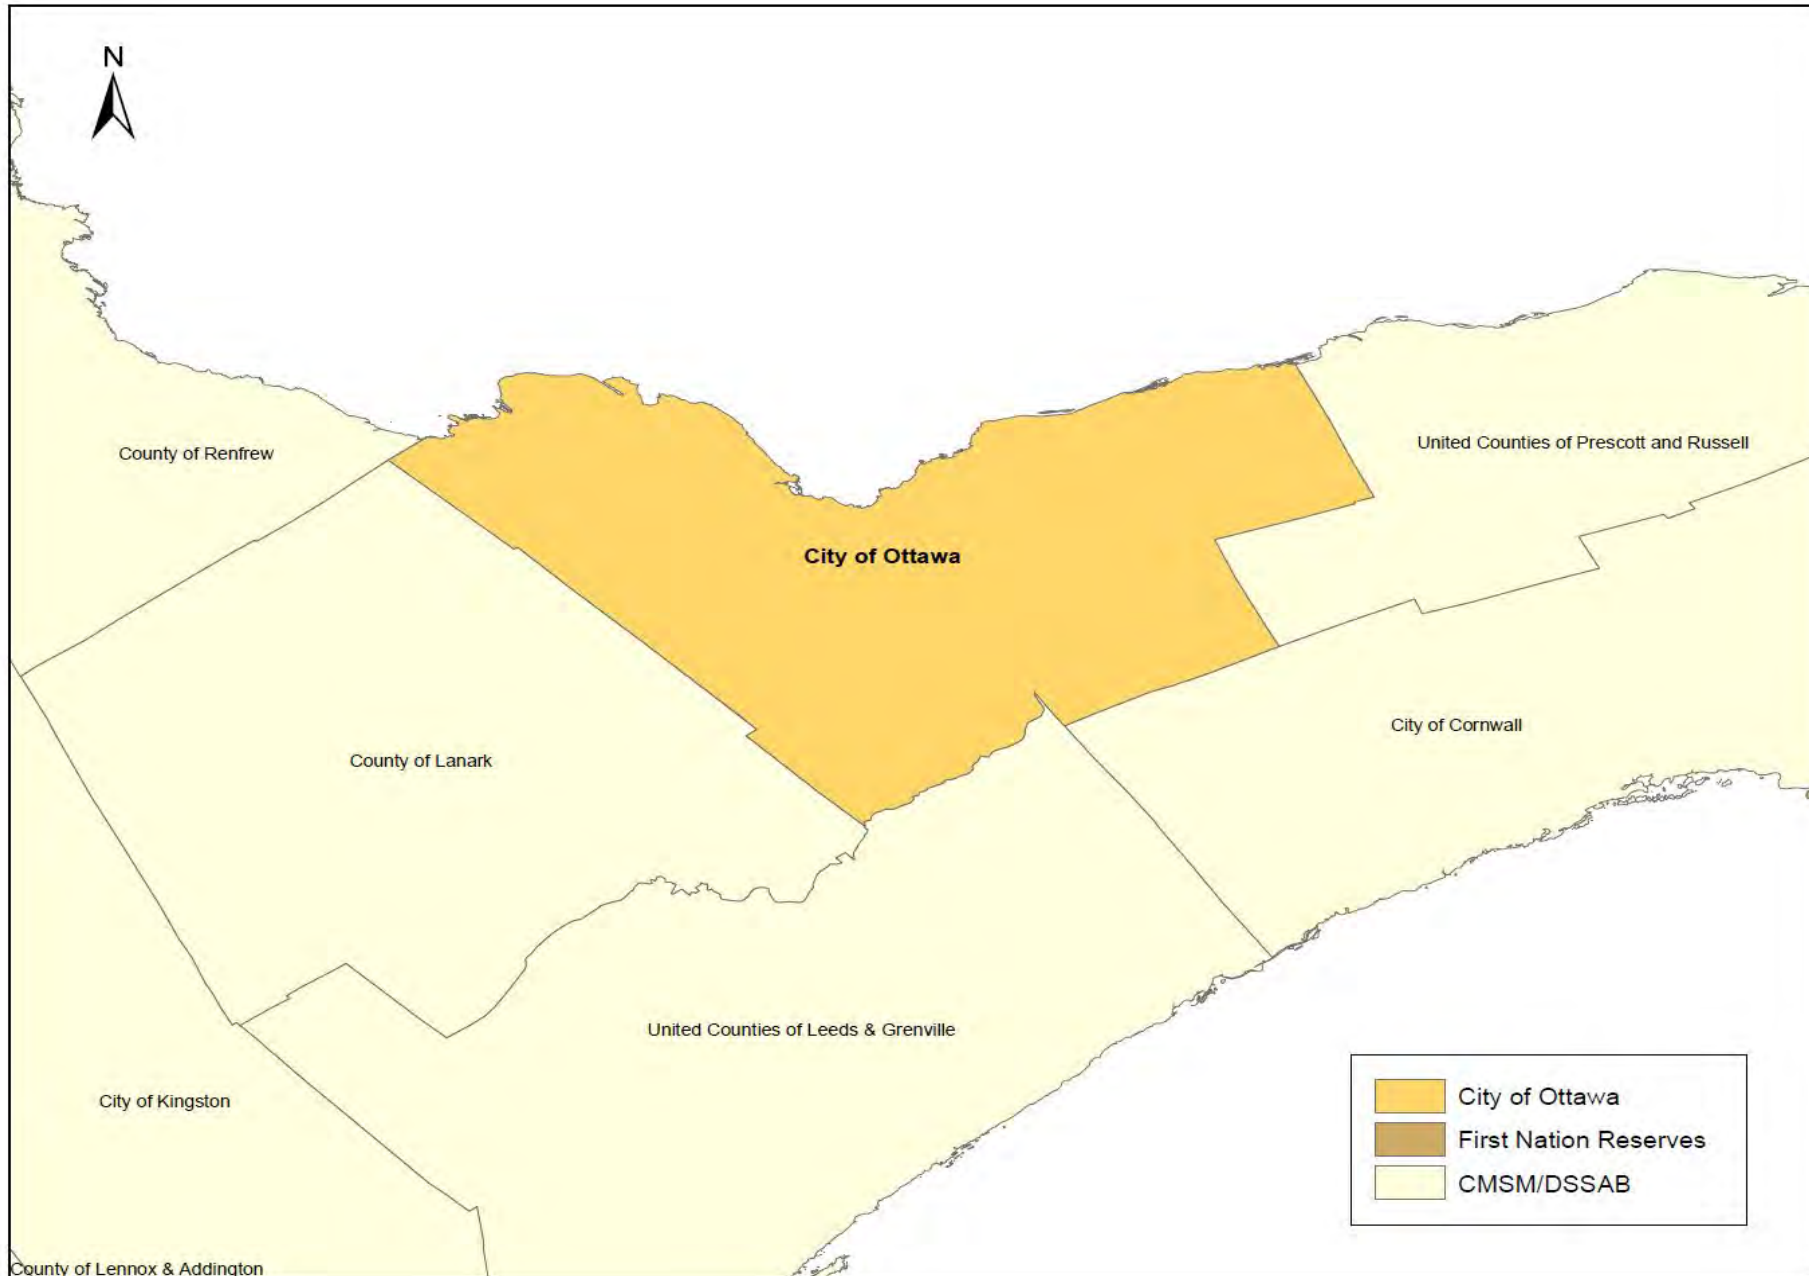 N
County of Renfrew
United Counties of Prescott and Russell
City of Ottawa
City of Cornwall
County of Lanark
United Counties of Leeds & Grenville
City of Kingston
County of Lennox & Addington
City of Ottawa
First Nation Reserves
CMSM/DSSAB